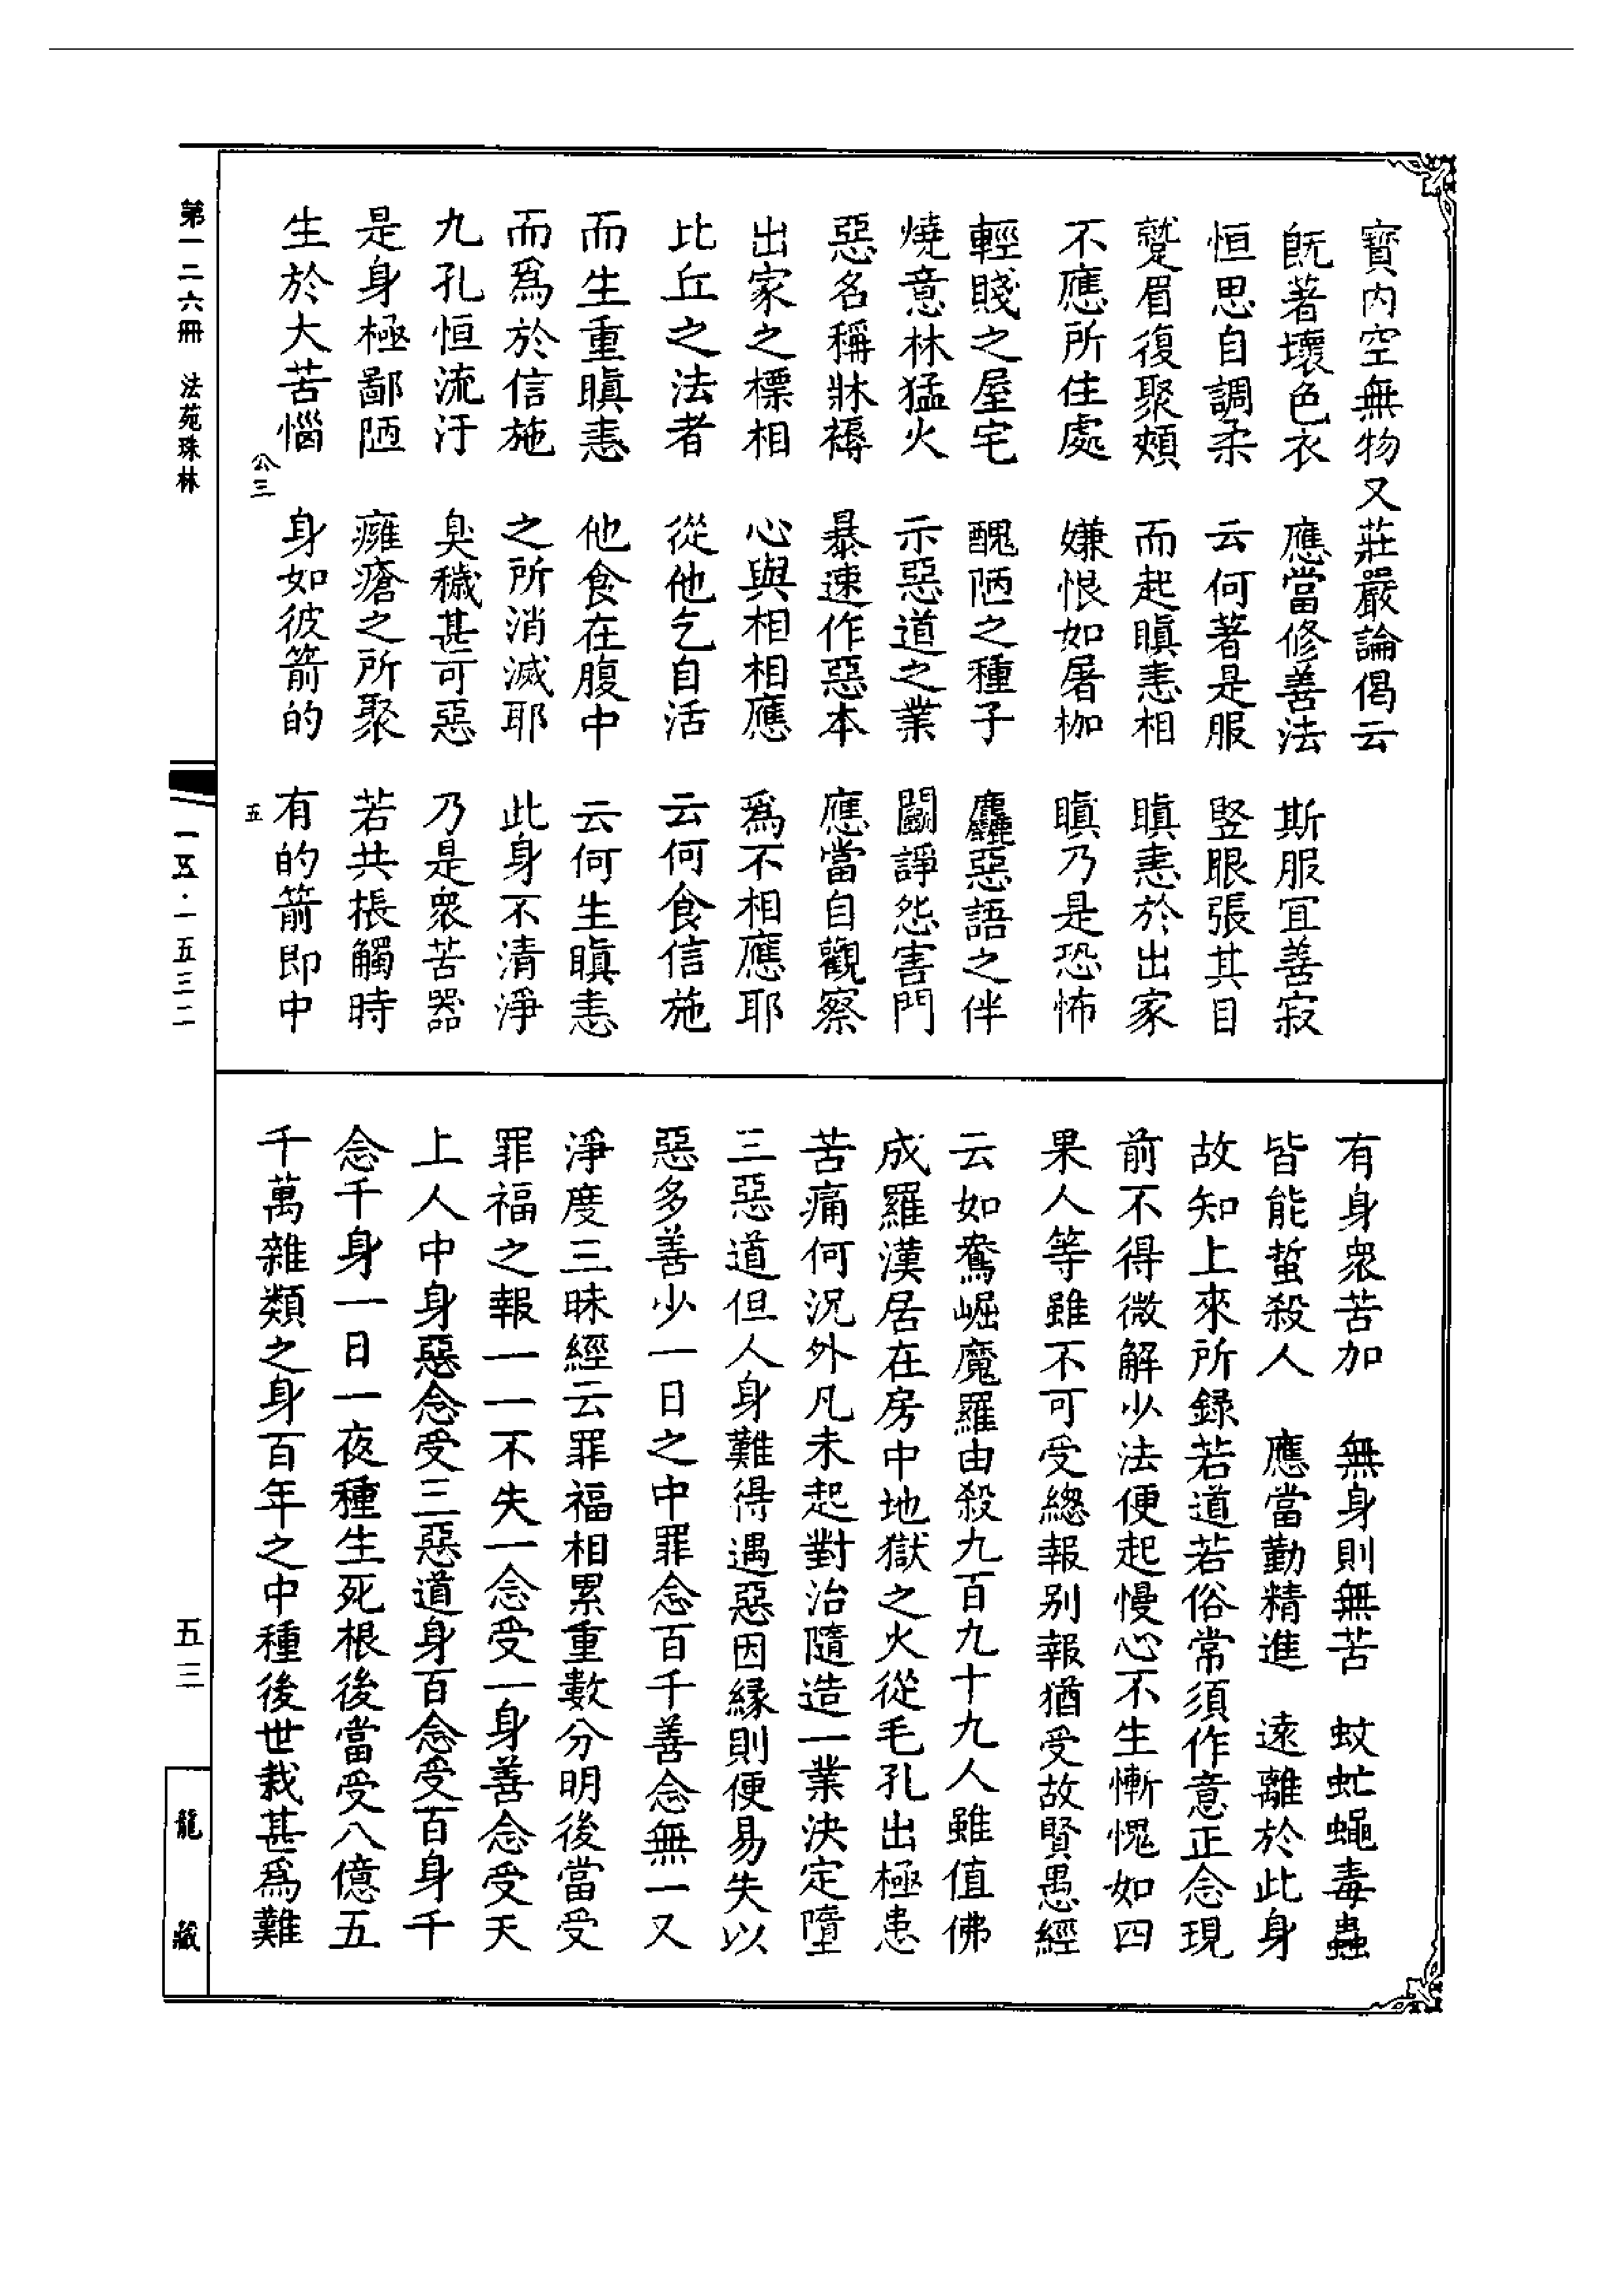 寳内空無物又莊嚴論偈云
既著壞色衣　應當修善法　斯服宜善寂
恒思自調柔　云何著是服　竪眼張其目
蹙眉復聚頰　而起瞋恚相　瞋恚於出家
不應所住處　嫌恨如屠枷　瞋乃是恐怖
輕賤之屋宅　醜陋之種子　麤惡語之伴
燒意林猛火　示惡道之業　鬬諍怨害門
惡名稱牀褥　暴速作惡本　應當自觀察
出家之標相　心與相相應　爲不相應耶
比丘之法者　從他乞自活　云何食信施
而生重瞋恚　他食在腹中　云何生瞋恚
而爲於信施　之所消滅耶　此身不清淨
九孔恒流汙　臭穢甚可惡　乃是衆苦器
是身極鄙陋　癰瘡之所聚　若共棖觸時
生於大苦惱　身如彼箭的　有的箭即中
公三
五
有身衆苦加　無身則無苦　蚊虻蠅毒蟲
皆能蜇殺人　應當勤精進　遠離於此身
故知上來所録若道若俗常須作意正念現
前不得微解少法便起慢心不生慚愧如四
果人等雖不可受總報别報猶受故賢愚經
云如鴦崛魔羅由殺九百九十九人雖值佛
成羅漢居在房中地獄之火從毛孔出極患
苦痛何況外凡未起對治隨造一業決定墮
三惡道但人身難得遇惡因縁則便易失以
惡多善少一日之中罪念百千善念無一又
淨度三昧經云罪福相累重數分明後當受
罪福之報一一不失一念受一身善念受天
上人中身惡念受三惡道身百念受百身千
念千身一日一夜種生死根後當受八億五
千萬雜類之身百年之中種後世栽甚爲難
第一二六冊　法苑珠林
一五·一五三二
五三
龍藏